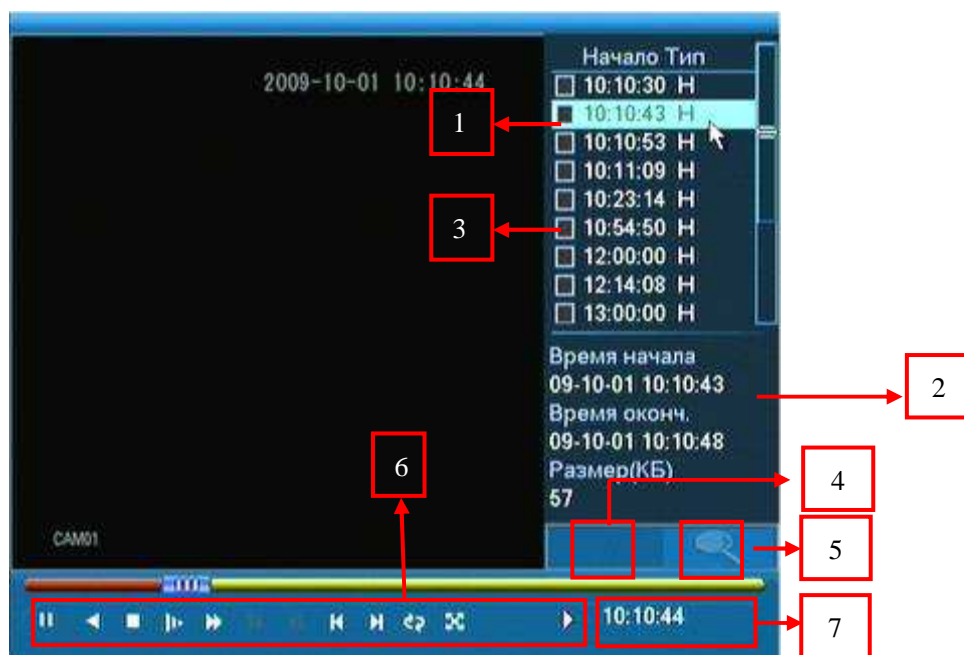 Начало Тип
2009-10-01 10:10:44
10:10:30 Н
1
10:10:43 Н
10:10:53 Н
10:11:09 Н
10:23:14 Н
3
10:54:50 Н
12:00:00 Н
12:14:08 Н
13:00:00 Н
Время начала
09-10-01 10:10:43
2
Время оконч.
09-10-01 10:10:48
6
Размер(КБ)
4
57
CAM01
5
10:10:44
7